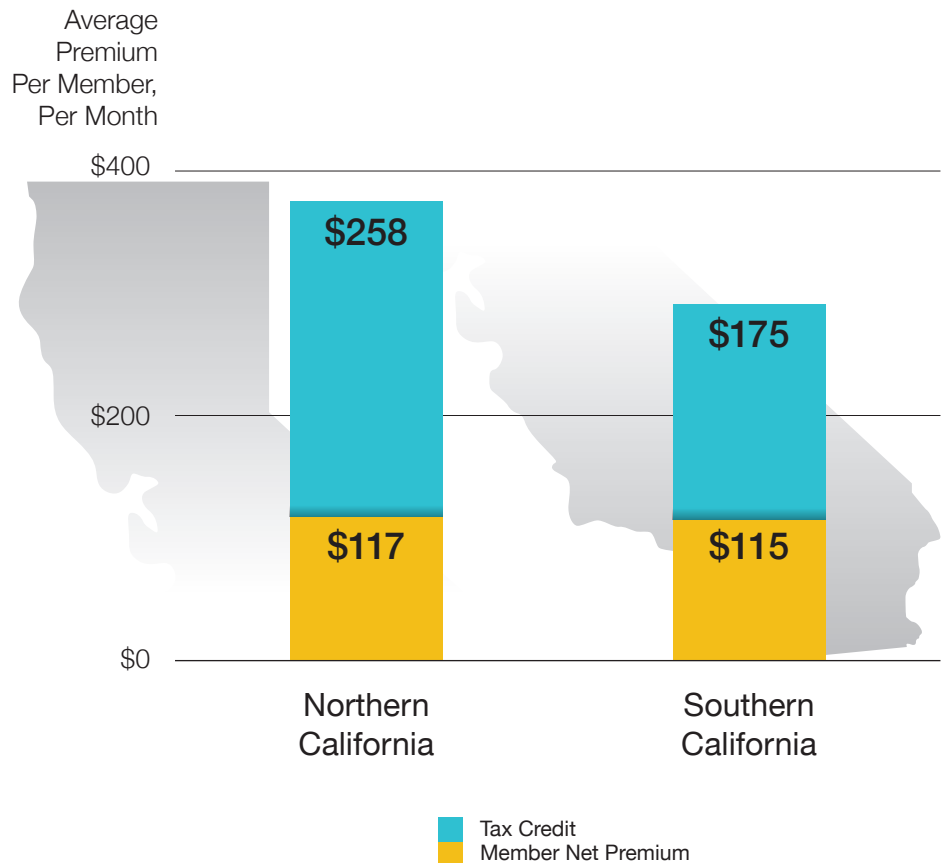 Average
Premium
Per Member,
Per Month
$400
$258
$175
$200
$117
$115
$0
Northern
California
Southern
California
Tax Credit
Member Net Premium